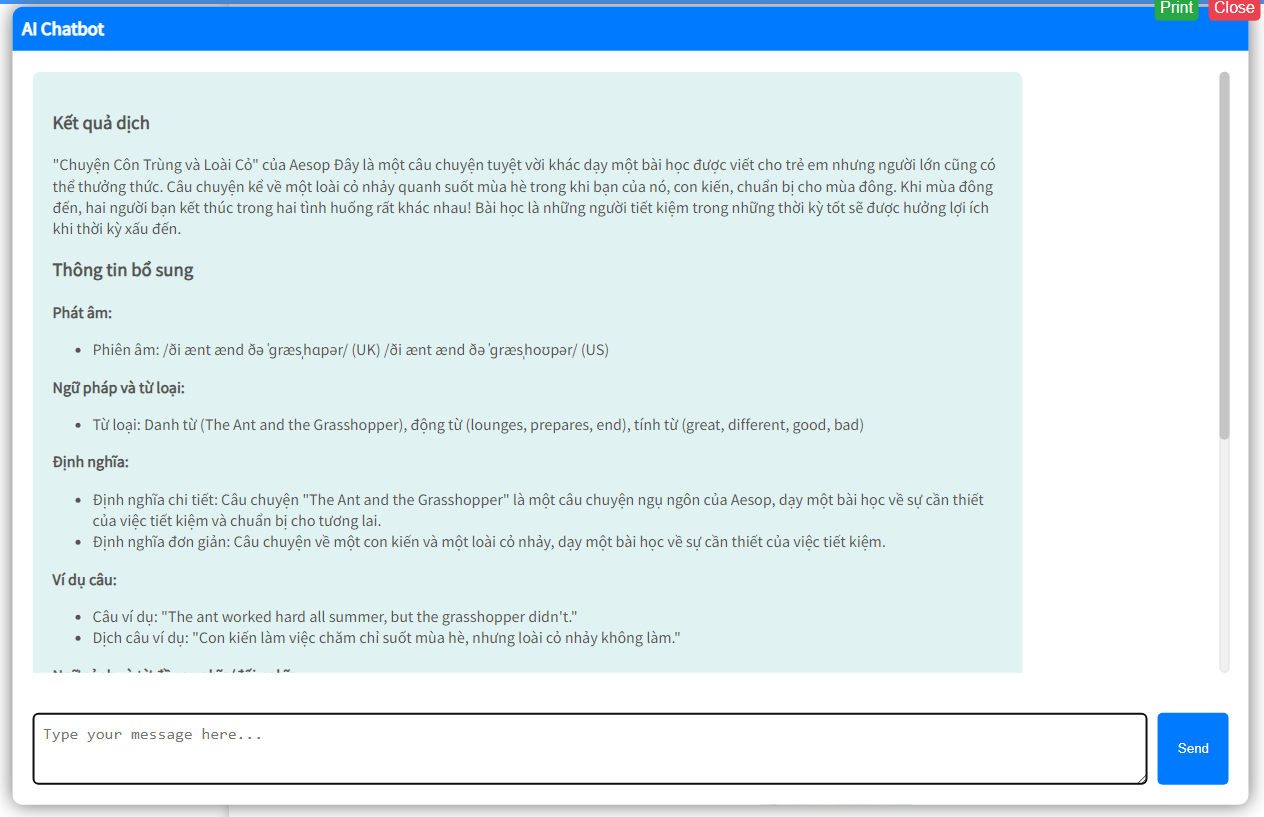 Print Close
AI Chatbot
Kết quả dịch
"Chuyện Côn Trùng và Loài Cỏ" của Aesop Đây là một câu chuyện tuyệt vời khác dạy một bài học được viết cho trẻ em nhưng người lớn cũng có
thể thưởng thức. Câu chuyện kể về một loài cỏ nhảy quanh suốt mùa hè trong khi bạn của nó, con kiến, chuẩn bị cho mùa đông. Khi mùa đông
đến, hai người bạn kết thúc trong hai tình huống rất khác nhau! Bài học là những người tiết kiệm trong những thời kỳ tốt sẽ được hưởng lợi ích
khi thời kỳ xấu đến.
Thông tin bổ sung
Phát âm:
• Phiên âm: /ði ænt ænd ðə ˈɡræsˌhɑpər/ (UK) /ði ænt ænd ðə ˈɡræsˌhoʊpər/ (US)
Ngữ pháp và từ loại:
• Từ loại: Danh từ (The Ant and the Grasshopper), động từ (lounges, prepares, end), tính từ (great, different, good, bad)
Định nghĩa:
• Định nghĩa chi tiết: Câu chuyện "The Ant and the Grasshopper" là một câu chuyện ngụ ngôn của Aesop, dạy một bài học về sự cần thiết
của việc tiết kiệm và chuẩn bị cho tương lai.
• Định nghĩa đơn giản: Câu chuyện về một con kiến và một loài cỏ nhảy, dạy một bài học về sự cần thiết của việc tiết kiệm.
Ví dụ câu:
• Câu ví dụ: "The ant worked hard all summer, but the grasshopper didn't."
• Dịch câu ví dụ: "Con kiến làm việc chăm chỉ suốt mùa hè, nhưng loài cỏ nhảy không làm."
Type your message here...
Send